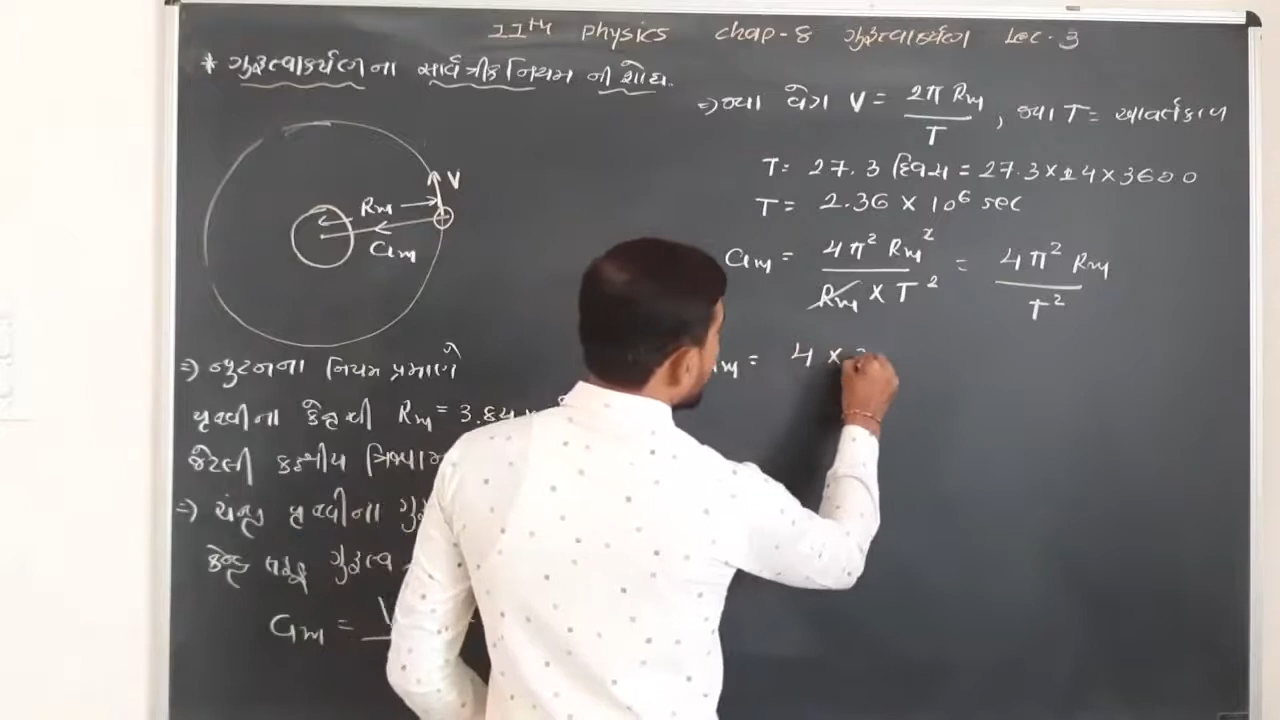 11th Physics chap-8 ગુરુત્વાકર્ષણ Lec. 3
* ગુરુત્વાકર્ષણના સાર્વત્રીક નિયમ ની શોધ..
V
Rm
am
⇒ ન્યુટનના નિયમ પ્રમાણે
પૃથ્વીના કેન્દ્રથી Rm = 3.84
જેટલી કક્ષીય
⇒ ચંન્દ્ર પૃથ્વીના
કેન્દ્ર તરફ ગુરુત્વ
am =
⇒ જ્યા વેગ V = 2π Rm / T , જ્યા T = આવર્તકાળ
T = 27.3 દિવસ = 27.3 × 24 × 3600
T = 2.36 × 10⁶ sec
am = 4π² Rm² / Rm × T² = 4π² Rm / T²
m = 4 ×